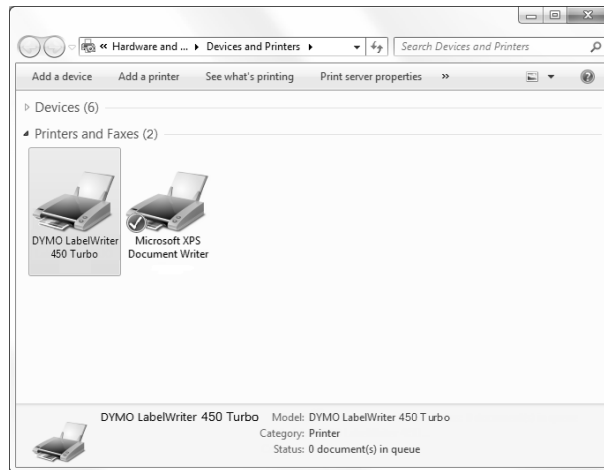 « Hardware and ... ▸ Devices and Printers ▸ Search Devices and Printers
Add a device Add a printer See what's printing Print server properties »
Devices (6)
Printers and Faxes (2)
DYMO LabelWriter
450 Turbo
Microsoft XPS
Document Writer
DYMO LabelWriter 450 Turbo Model: DYMO LabelWriter 450 Turbo
Category: Printer
Status: 0 document(s) in queue